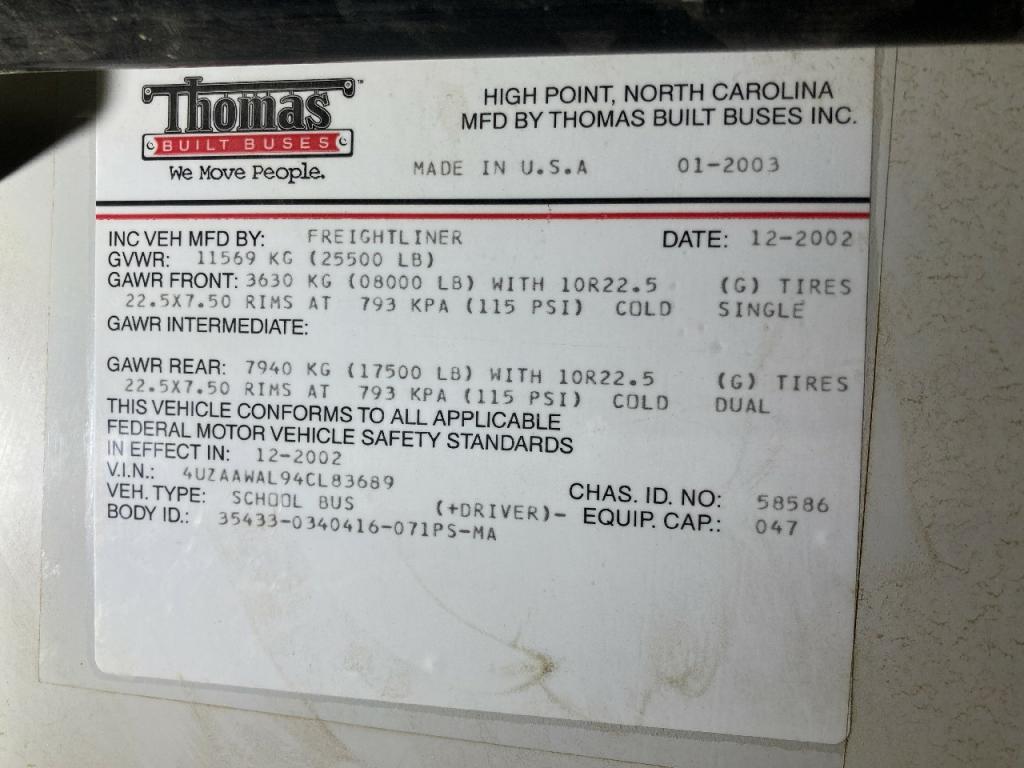 Thomas™
BUILT BUSES
We Move People.
HIGH POINT, NORTH CAROLINA
MFD BY THOMAS BUILT BUSES INC.
MADE IN U.S.A 01-2003
INC VEH MFD BY: FREIGHTLINER DATE: 12-2002
GVWR: 11569 KG (25500 LB)
GAWR FRONT: 3630 KG (08000 LB) WITH 10R22.5 (G) TIRES
22.5X7.50 RIMS AT 793 KPA (115 PSI) COLD SINGLE
GAWR INTERMEDIATE:
GAWR REAR: 7940 KG (17500 LB) WITH 10R22.5 (G) TIRES
22.5X7.50 RIMS AT 793 KPA (115 PSI) COLD DUAL
THIS VEHICLE CONFORMS TO ALL APPLICABLE
FEDERAL MOTOR VEHICLE SAFETY STANDARDS
IN EFFECT IN: 12-2002
V.I.N.: 4UZAAWAL94CL83689
VEH. TYPE: SCHOOL BUS CHAS. ID. NO: 58586
BODY ID.: 35433-0340416-071PS-MA (+DRIVER)- EQUIP. CAP.: 047